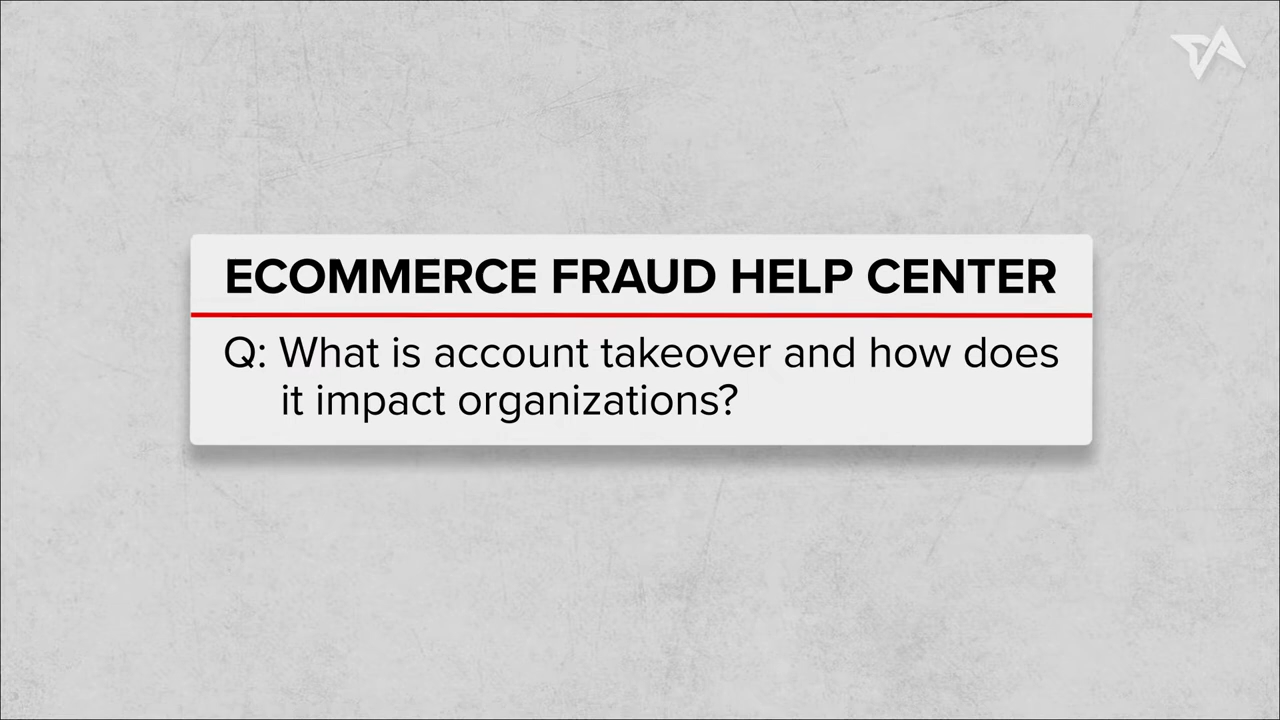 ECOMMERCE FRAUD HELP CENTER
Q: What is account takeover and how does
it impact organizations?